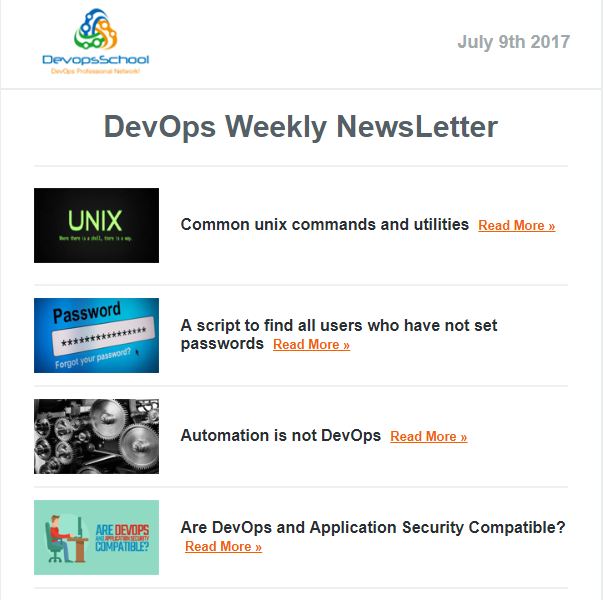 DevopsSchool
DevOps Professional Network!
July 9th 2017
DevOps Weekly NewsLetter
UNIX
Where there is a shell, there is a way.
Common unix commands and utilities Read More »
Password
****************
Forgot your password?
A script to find all users who have not set
passwords Read More »
Automation is not DevOps Read More »
ARE DEVOPS
AND APPLICATION SECURITY
COMPATIBLE?
Are DevOps and Application Security Compatible?
Read More »